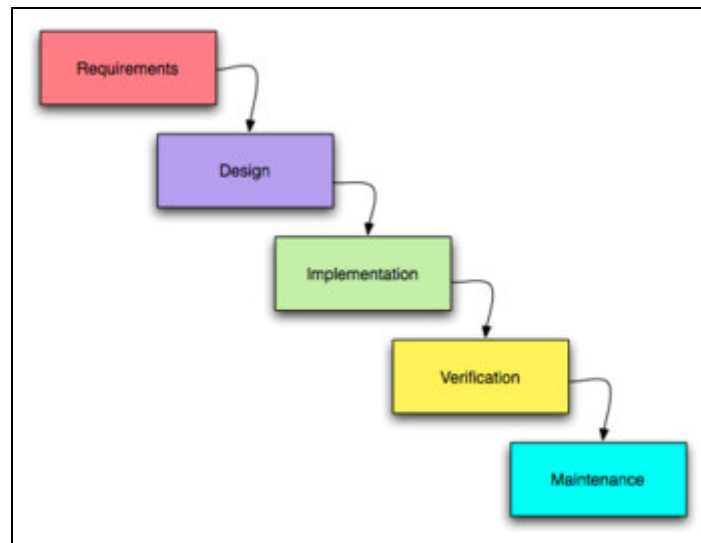 Requirements
Design
Implementation
Verification
Maintenance